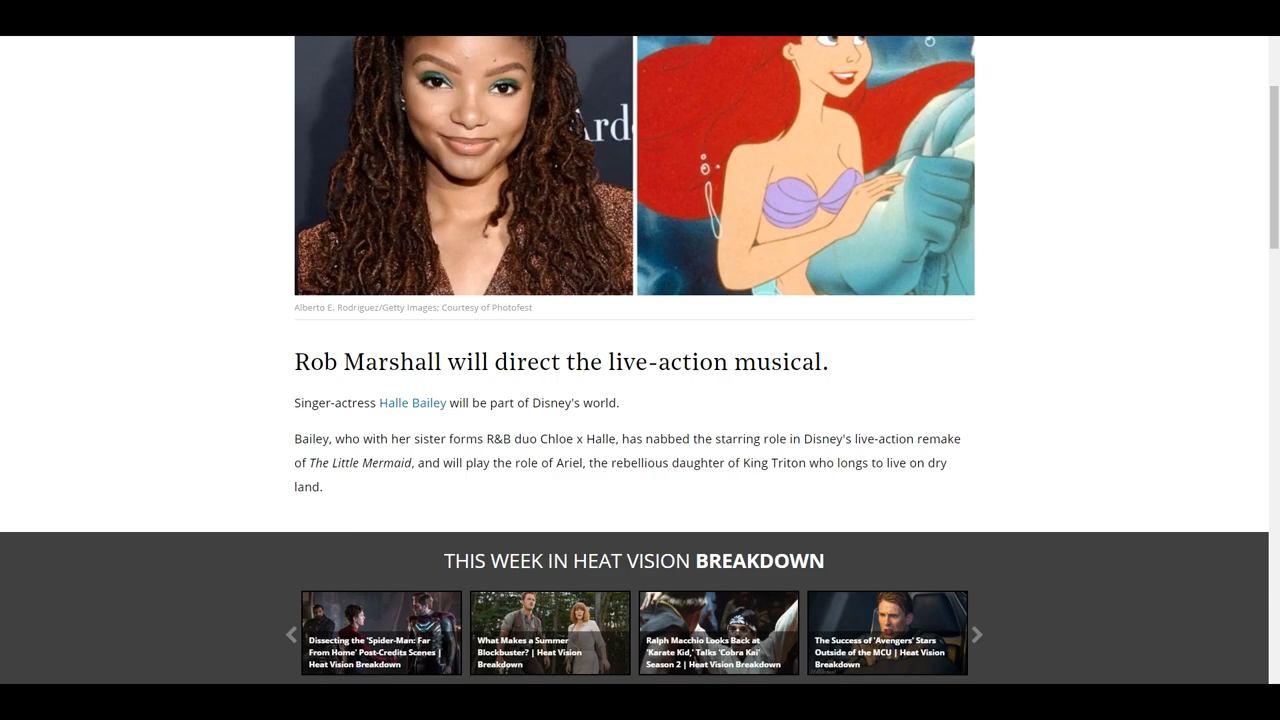 Arde
Alberto E. Rodriguez/Getty Images; Courtesy of Photofest
Rob Marshall will direct the live-action musical.
Singer-actress Halle Bailey will be part of Disney's world.
Bailey, who with her sister forms R&B duo Chloe x Halle, has nabbed the starring role in Disney's live-action remake
of The Little Mermaid, and will play the role of Ariel, the rebellious daughter of King Triton who longs to live on dry
land.
THIS WEEK IN HEAT VISION BREAKDOWN
Dissecting the 'Spider-Man: Far
From Home' Post-Credits Scenes |
Heat Vision Breakdown
What Makes a Summer
Blockbuster? | Heat Vision
Breakdown
Ralph Macchio Looks Back at
'Karate Kid,' Talks 'Cobra Kai'
Season 2 | Heat Vision Breakdown
The Success of 'Avengers' Stars
Outside of the MCU | Heat Vision
Breakdown